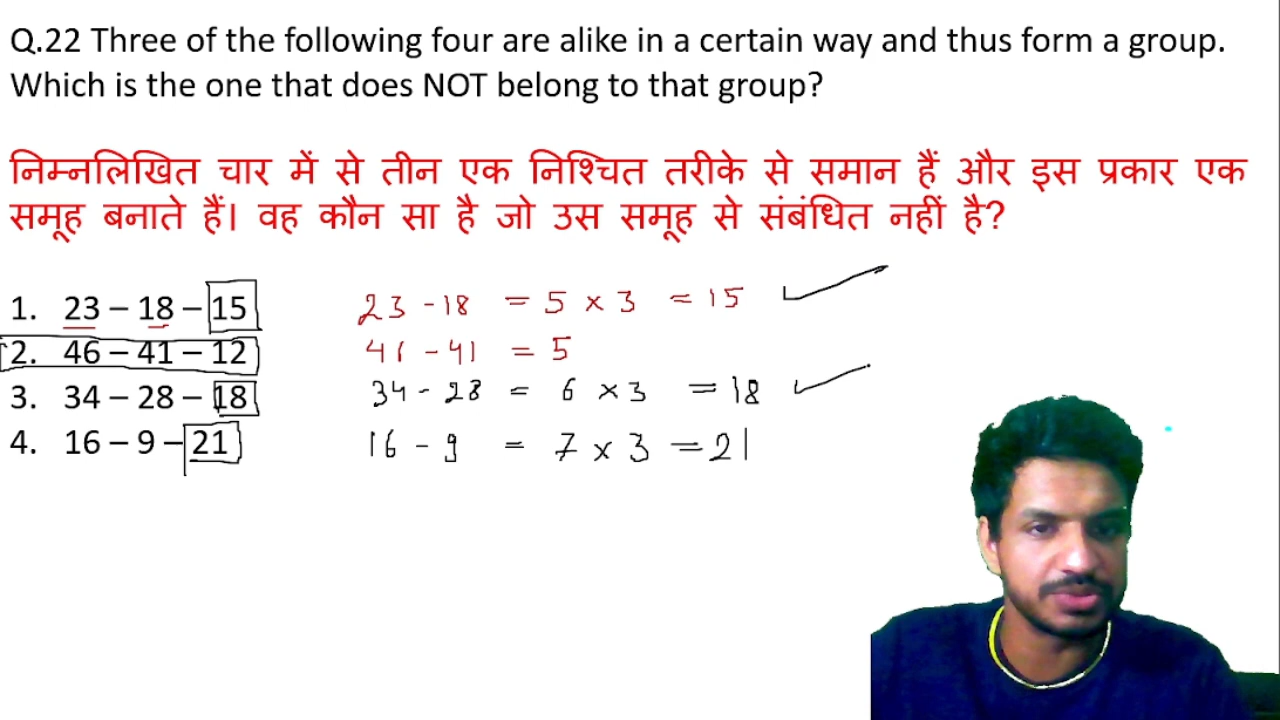 Q.22 Three of the following four are alike in a certain way and thus form a group.
Which is the one that does NOT belong to that group?
निम्नलिखित चार में से तीन एक निश्चित तरीके से समान हैं और इस प्रकार एक
समूह बनाते हैं। वह कौन सा है जो उस समूह से संबंधित नहीं है?
1. 23 – 18 – 15 23 - 18 = 5 x 3 = 15
2. 46 – 41 – 12 41 - 41 = 5
3. 34 – 28 – 18 34 - 28 = 6 x 3 = 18
4. 16 – 9 – 21 16 - 9 = 7 x 3 = 21